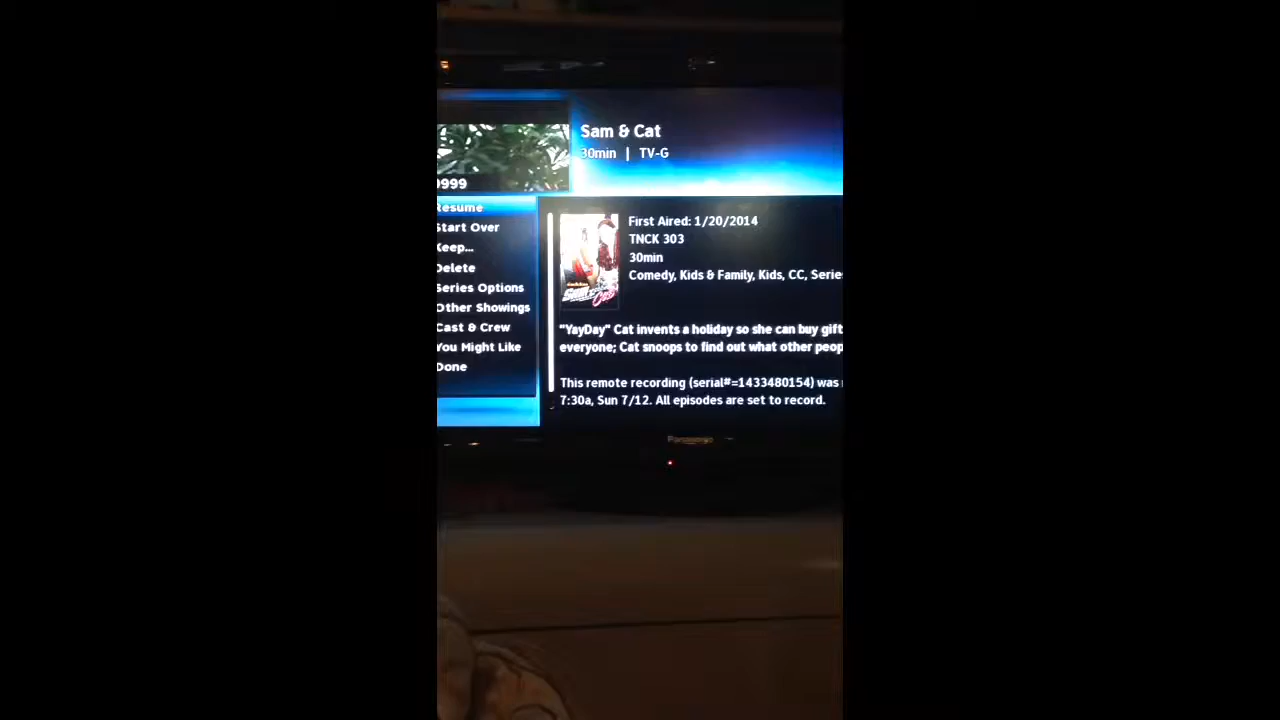 Sam & Cat
30min | TV-G
9999
Resume
Start Over
Keep...
Delete
Series Options
Other Showings
Cast & Crew
You Might Like
Done
First Aired: 1/20/2014
TNCK 303
30min
Comedy, Kids & Family, Kids, CC, Serie
"YayDay" Cat invents a holiday so she can buy gift
everyone; Cat snoops to find out what other peop
This remote recording (serial#=1433480154) was
7:30a, Sun 7/12. All episodes are set to record.
Panasonic